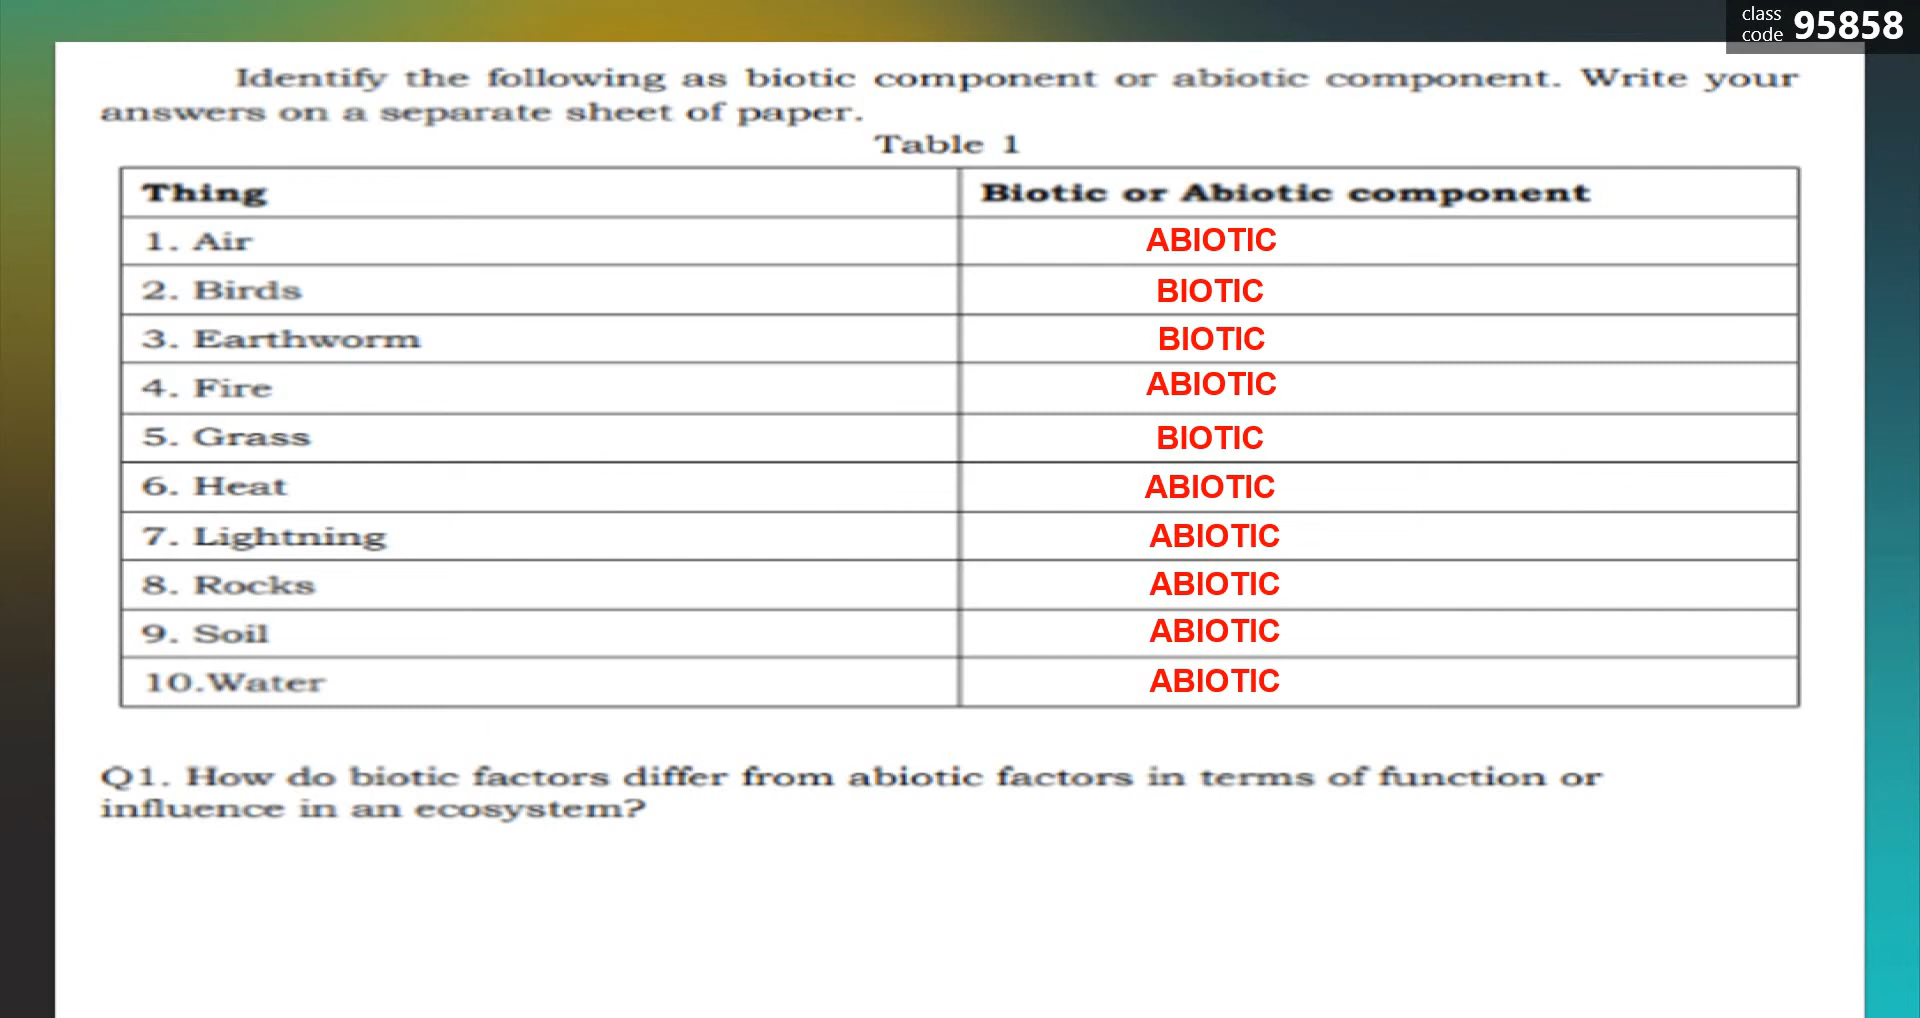 class
code 95858
Identify the following as biotic component or abiotic component. Write your
answers on a separate sheet of paper.
Table 1
Thing Biotic or Abiotic component
1. Air ABIOTIC
2. Birds BIOTIC
3. Earthworm BIOTIC
4. Fire ABIOTIC
5. Grass BIOTIC
6. Heat ABIOTIC
7. Lightning ABIOTIC
8. Rocks ABIOTIC
9. Soil ABIOTIC
10.Water ABIOTIC
Q1. How do biotic factors differ from abiotic factors in terms of function or
influence in an ecosystem?